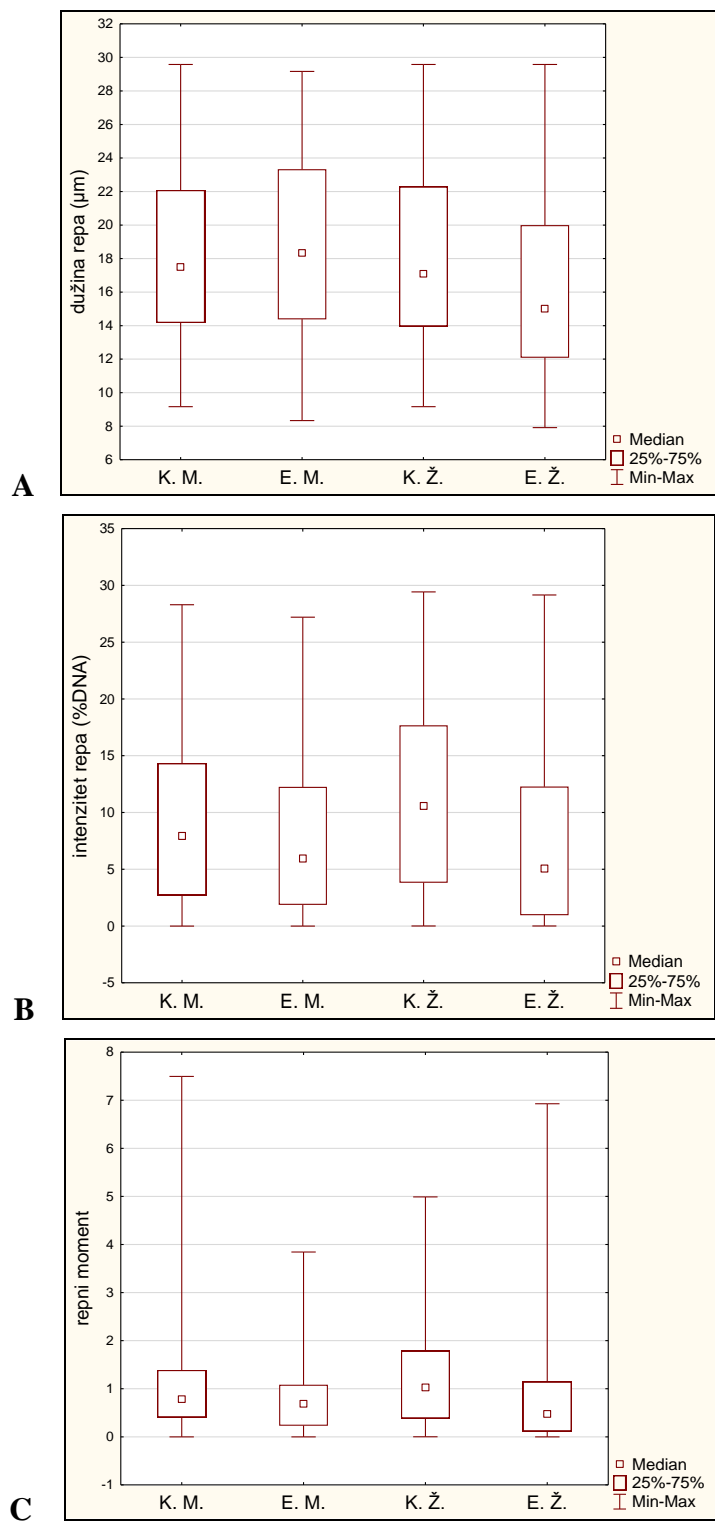 32
30
28
26
24
22
20
18
16
14
12
10
8
6
dužina repa (µm)
K. M. E. M. K. Ž. E. Ž.
Median
25%-75%
Min-Max
A
35
30
25
20
15
10
5
0
-5
intenzitet repa (%DNA)
K. M. E. M. K. Ž. E. Ž.
Median
25%-75%
Min-Max
B
8
7
6
5
4
3
2
1
0
-1
repni moment
K. M. E. M. K. Ž. E. Ž.
Median
25%-75%
Min-Max
C